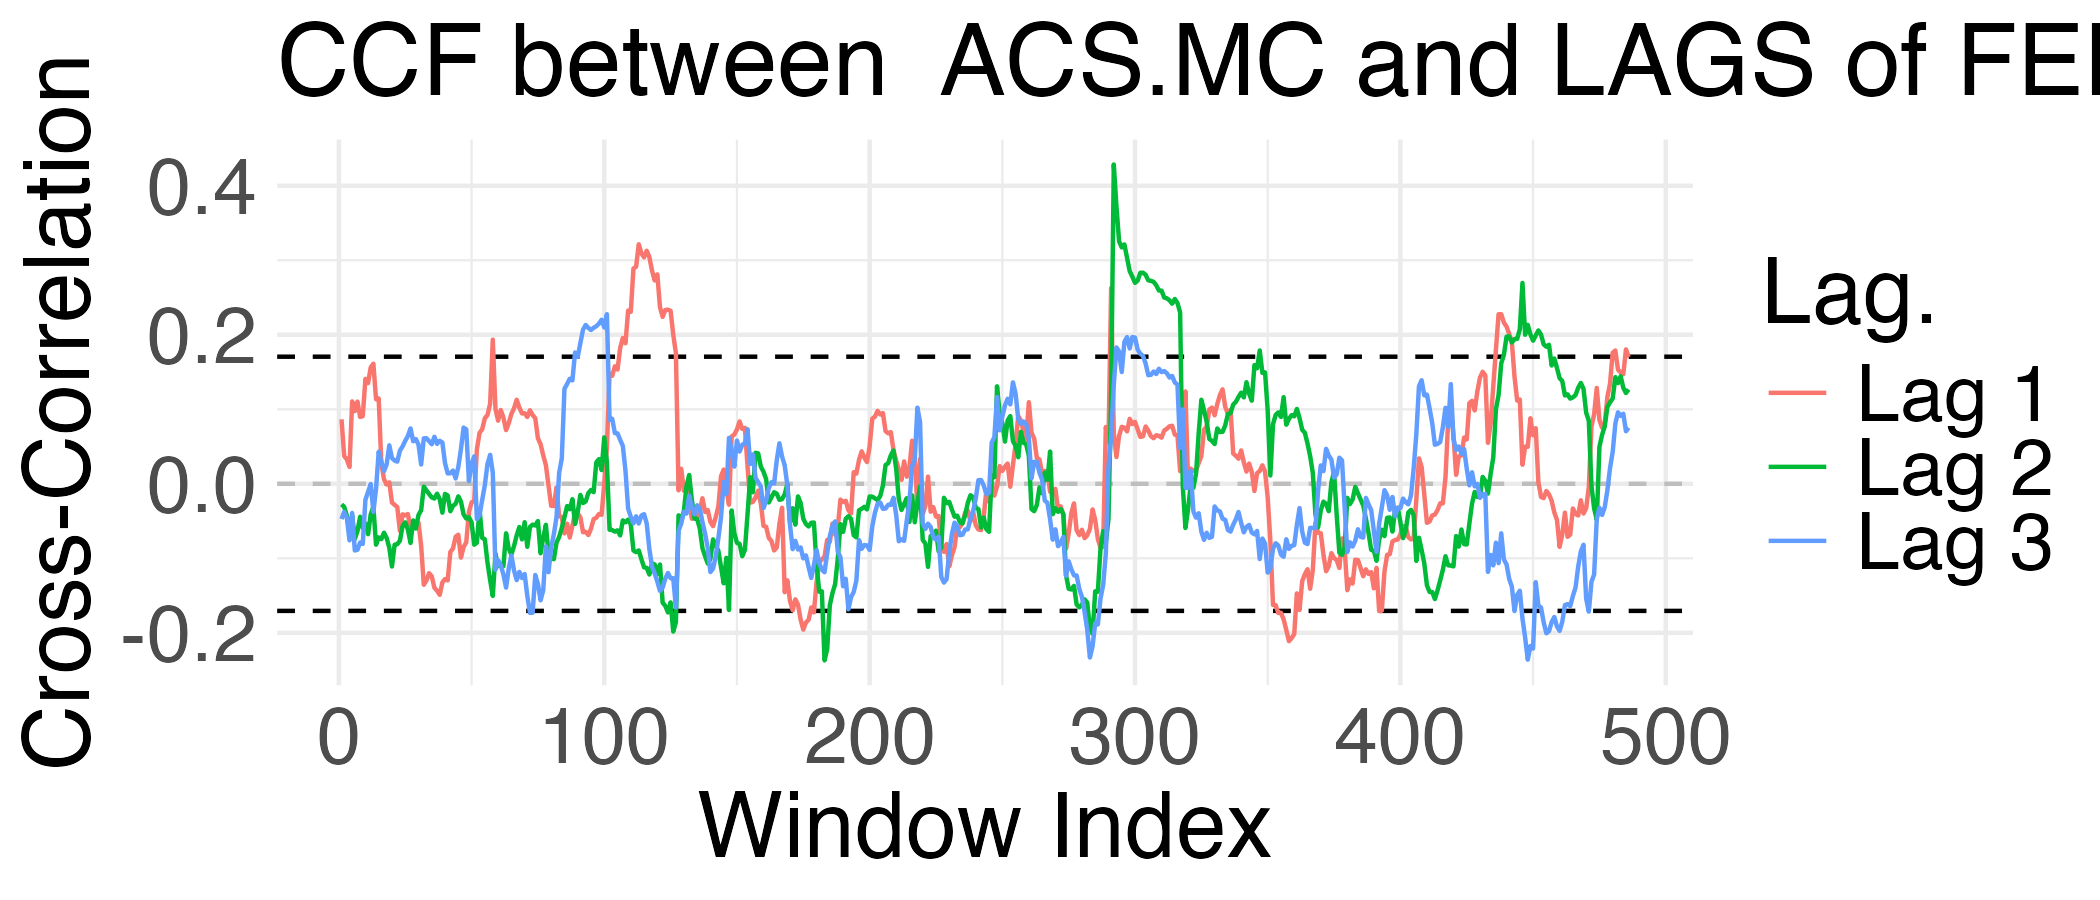 CCF between ACS.MC and LAGS of
Cross-Correlation
0.4
0.2
0.0
-0.2
0
100
200
300
400
500
Window Index
Lag.
Lag 1
Lag 2
Lag 3